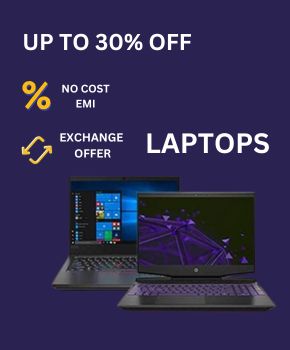 UP TO 30% OFF
%
NO COST
EMI
EXCHANGE
OFFER
LAPTOPS